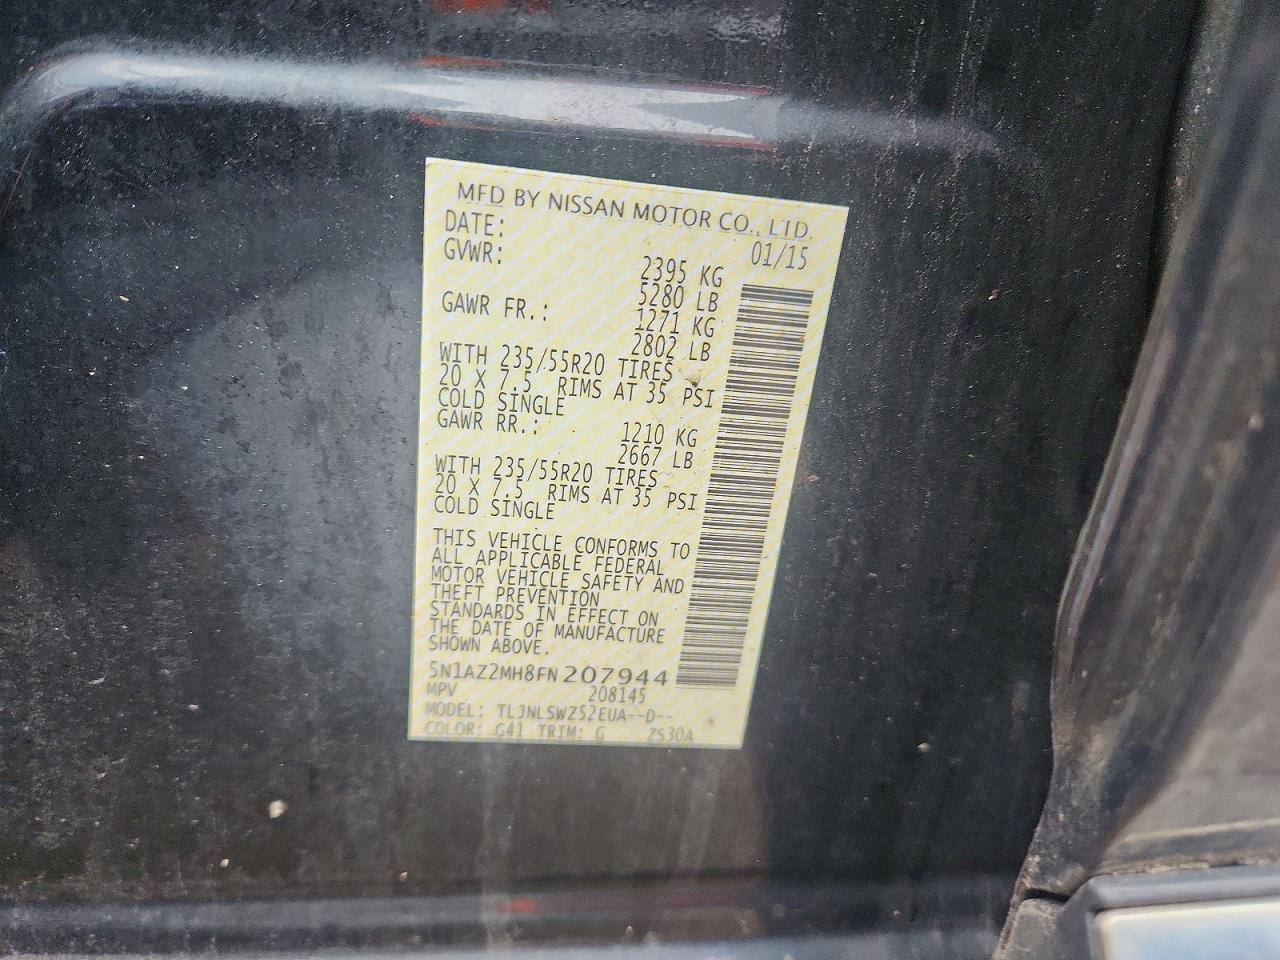 MFD BY NISSAN MOTOR CO., LTD.
DATE: 01/15
GVWR: 2395 KG
5280 LB
GAWR FR.: 1271 KG
2802 LB
WITH 235/55R20 TIRES
20 X 7.5 RIMS AT 35 PSI
COLD SINGLE
GAWR RR.: 1210 KG
2667 LB
WITH 235/55R20 TIRES
20 X 7.5 RIMS AT 35 PSI
COLD SINGLE
THIS VEHICLE CONFORMS TO
ALL APPLICABLE FEDERAL
MOTOR VEHICLE SAFETY AND
THEFT PREVENTION
STANDARDS IN EFFECT ON
THE DATE OF MANUFACTURE
SHOWN ABOVE.
5N1AZ2MH8FN207944
MPV 208145
MODEL: TLJNLSWZ52EUA--D--
COLOR: G41 TRIM: G ZS30A